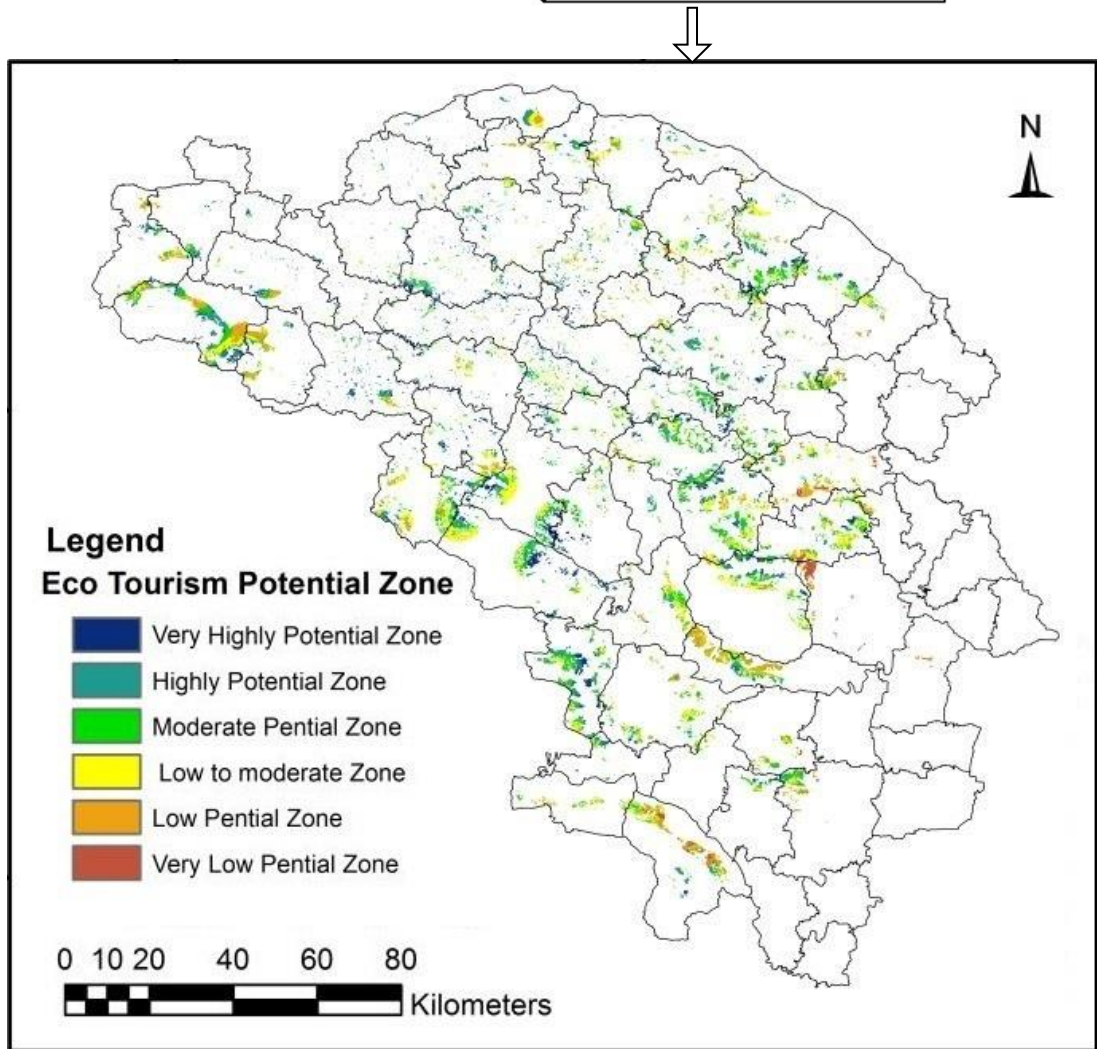 N
Legend
Eco Tourism Potential Zone
Very Highly Potential Zone
Highly Potential Zone
Moderate Pential Zone
Low to moderate Zone
Low Pential Zone
Very Low Pential Zone
0 10 20 40 60 80
Kilometers